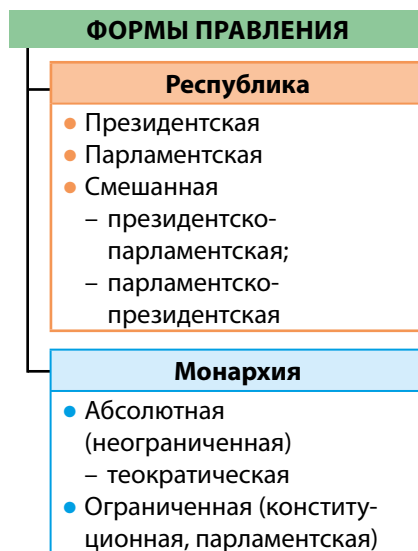 ФОРМЫ ПРАВЛЕНИЯ
Республика
● Президентская
● Парламентская
● Смешанная
– президентско-
парламентская;
– парламентско-
президентская
Монархия
● Абсолютная
(неограниченная)
– теократическая
● Ограниченная (конститу-
ционная, парламентская)